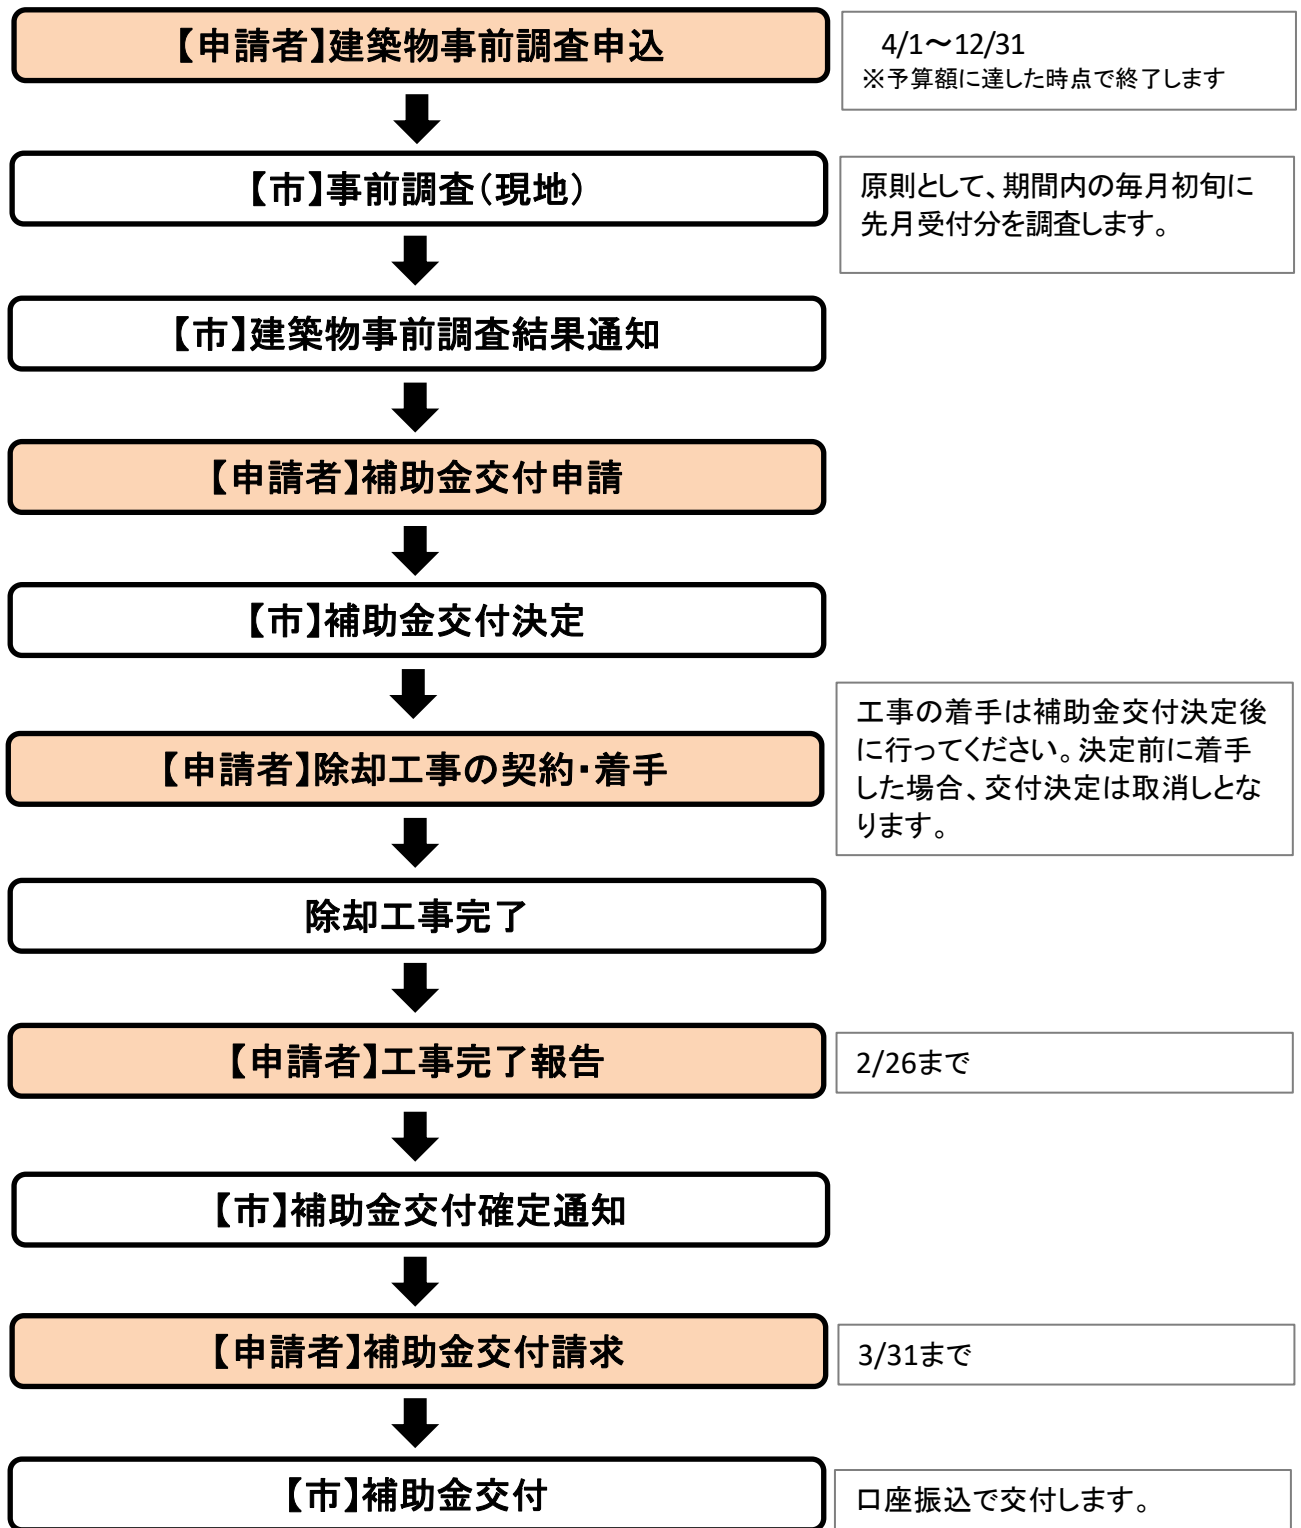 【申請者】建築物事前調査申込
4/1～12/31
※予算額に達した時点で終了します
【市】事前調査（現地）
原則として、期間内の毎月初旬に
先月受付分を調査します。
【市】建築物事前調査結果通知
【申請者】補助金交付申請
【市】補助金交付決定
【申請者】除却工事の契約・着手
工事の着手は補助金交付決定後
に行ってください。決定前に着手
した場合、交付決定は取消しとな
ります。
除却工事完了
【申請者】工事完了報告
2/26まで
【市】補助金交付確定通知
【申請者】補助金交付請求
3/31まで
【市】補助金交付
口座振込で交付します。